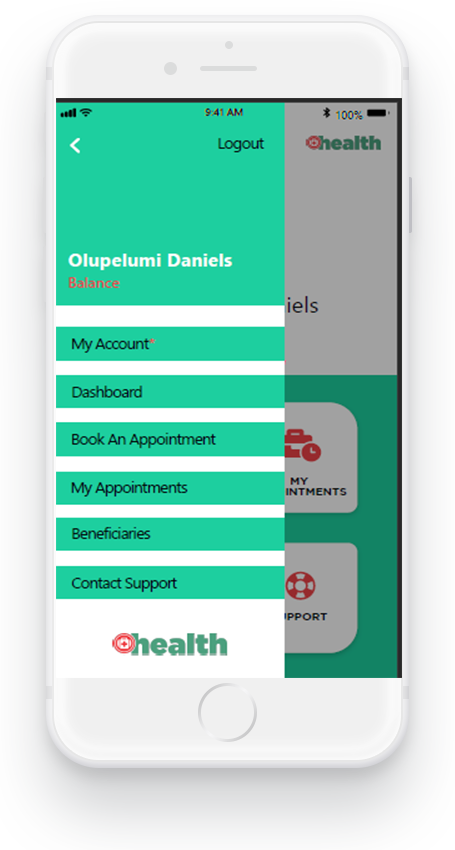 9:41 AM
100%
Logout
health
Olupelumi Daniels
Balance
iels
My Account*
Dashboard
Book An Appointment
MY
INTMENTS
My Appointments
Beneficiaries
Contact Support
PPORT
health